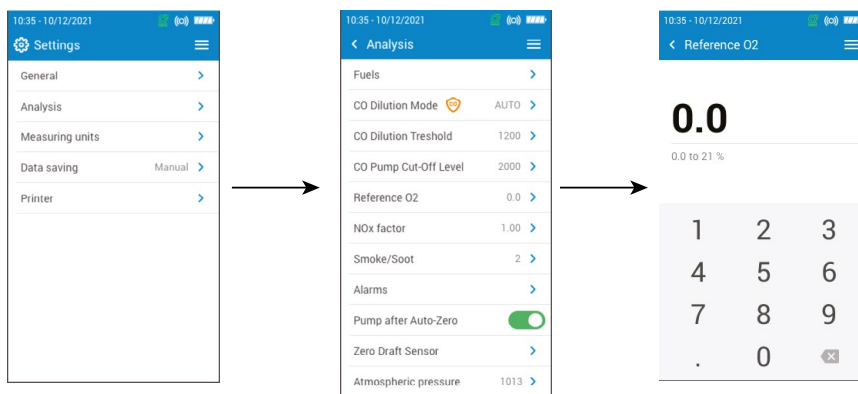 10:35 - 10/12/2021 ((o))
Settings
General
Analysis
Measuring units
Data saving Manual
Printer
10:35 - 10/12/2021 ((o))
Analysis
Fuels
CO Dilution Mode CO AUTO
CO Dilution Treshold 1200
CO Pump Cut-Off Level 2000
Reference O2 0.0
NOx factor 1.00
Smoke/Soot 2
Alarms
Pump after Auto-Zero
Zero Draft Sensor
Atmospheric pressure 1013
10:35 - 10/12/2021 ((o))
Reference O2
0.0
0.0 to 21 %
1 2 3
4 5 6
7 8 9
. 0